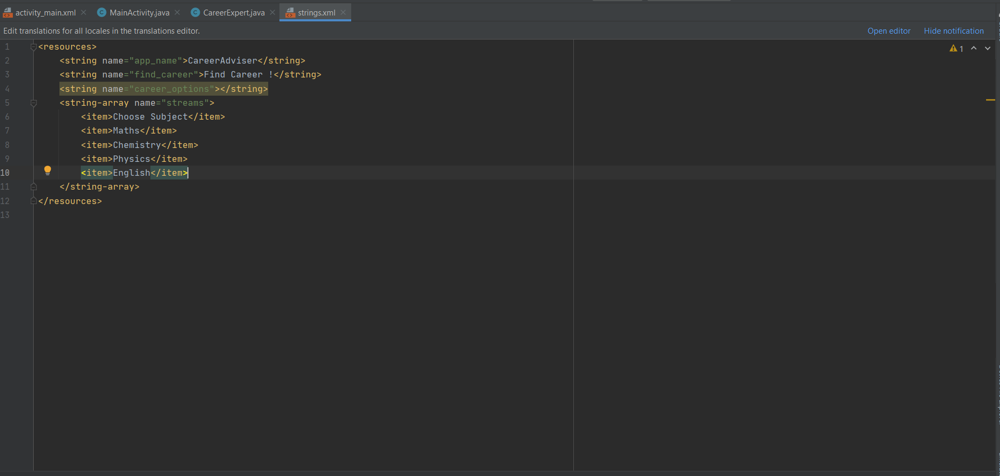 activity_main.xml MainActivity.java CareerExpert.java strings.xml
Edit translations for all locales in the translations editor. Open editor Hide notification
1 <resources> 1
2 <string name="app_name">CareerAdviser</string>
3 <string name="find_career">Find Career !</string>
4 <string name="career_options"></string>
5 <string-array name="streams">
6 <item>Choose Subject</item>
7 <item>Maths</item>
8 <item>Chemistry</item>
9 <item>Physics</item>
10 <item>English</item>
11 </string-array>
12 </resources>
13